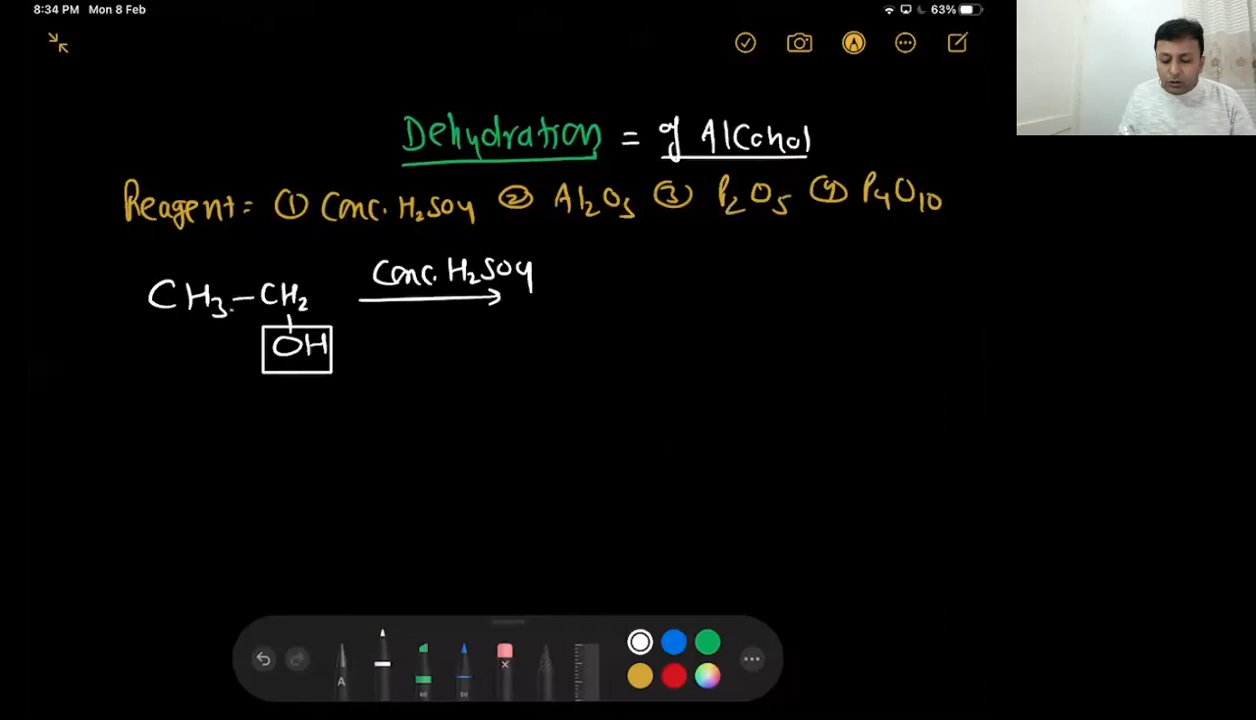 8:34 PM Mon 8 Feb 63%
Dehydration = of Alcohol
Reagent = ① Conc. H₂SO₄ ② Al₂O₃ ③ P₂O₅ ④ P₄O₁₀
Conc. H₂SO₄
CH₃ – CH₂ →
OH
A